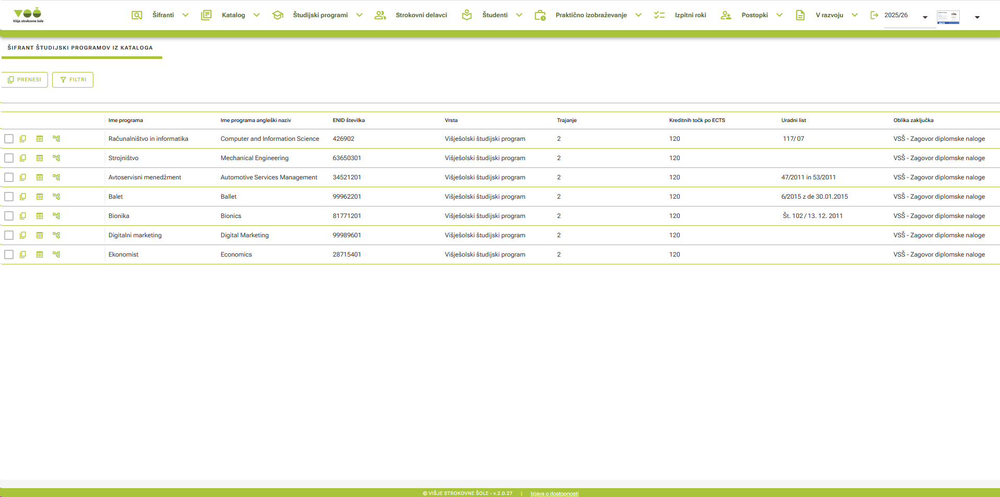 Višje strokovne šole
Šifranti Katalog Študijski programi Strokovni delavci Študenti Praktično izobraževanje Izpitni roki Postopki V razvoju 2025/26
ŠIFRANT ŠTUDIJSKI PROGRAMOV IZ KATALOGA
PRENESI FILTRI
Ime programa Ime programa angleški naziv ENID številka Vrsta Trajanje Kreditnih točk po ECTS Uradni list Oblika zaključka
Računalništvo in informatika Computer and Information Science 426902 Višješolski študijski program 2 120 117/ 07 VSŠ - Zagovor diplomske naloge
Strojništvo Mechanical Engineering 63650301 Višješolski študijski program 2 120 VSŠ - Zagovor diplomske naloge
Avtoservisni menedžment Automotive Services Management 34521201 Višješolski študijski program 2 120 47/2011 in 53/2011 VSŠ - Zagovor diplomske naloge
Balet Ballet 99962201 Višješolski študijski program 2 120 6/2015 z de 30.01.2015 VSŠ - Zagovor diplomske naloge
Bionika Bionics 81771201 Višješolski študijski program 2 120 Št. 102 / 13. 12. 2011 VSŠ - Zagovor diplomske naloge
Digitalni marketing Digital Marketing 99989601 Višješolski študijski program 2 120 VSŠ - Zagovor diplomske naloge
Ekonomist Economics 28715401 Višješolski študijski program 2 120 VSŠ - Zagovor diplomske naloge
© VIŠJE STROKOVNE ŠOLE - v.2.0.27 | Izjava o dostopnosti